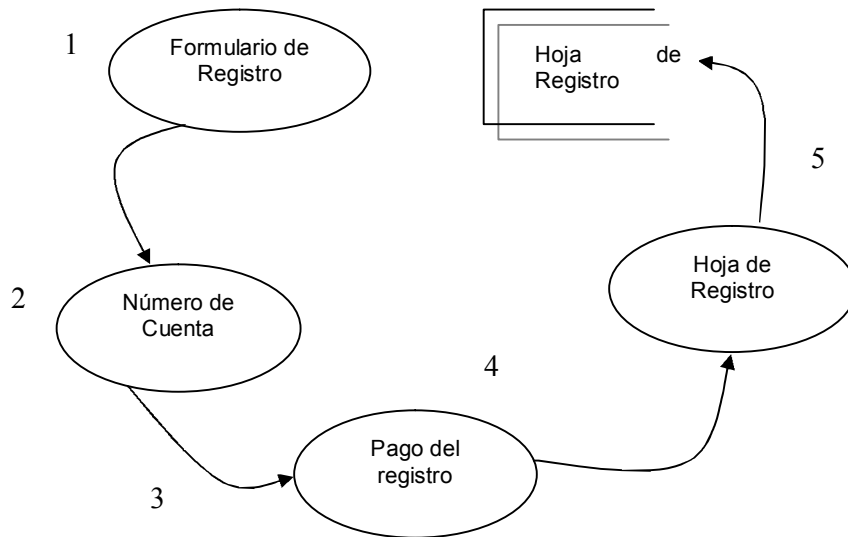 1
Formulario de
Registro
Hoja de
Registro
5
Hoja de
Registro
2
Número de
Cuenta
4
Pago del
registro
3